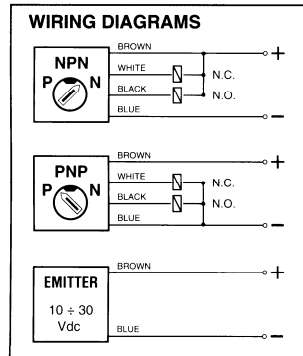 WIRING DIAGRAMS
NPN
P N
BROWN
WHITE
BLACK
BLUE
+
N.C.
N.O.
−
PNP
P N
BROWN
WHITE
BLACK
BLUE
+
N.C.
N.O.
−
EMITTER
10 ÷ 30
Vdc
BROWN
BLUE
+
−